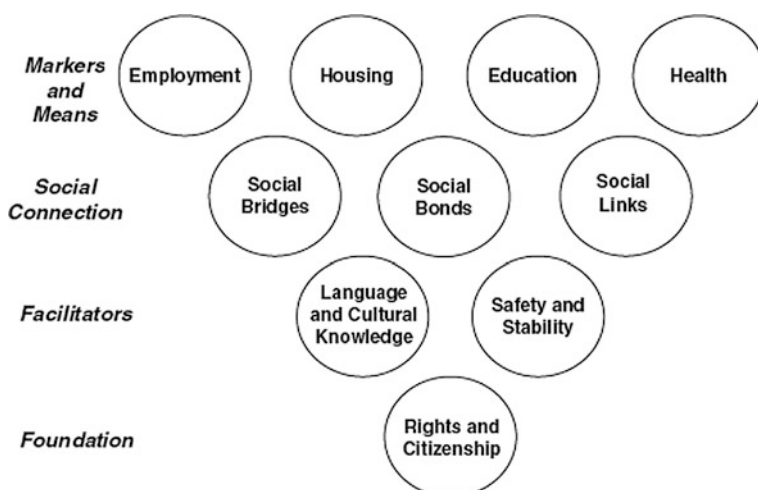 Markers
and
Means
Employment
Housing
Education
Health
Social
Connection
Social
Bridges
Social
Bonds
Social
Links
Facilitators
Language
and Cultural
Knowledge
Safety and
Stability
Foundation
Rights and
Citizenship